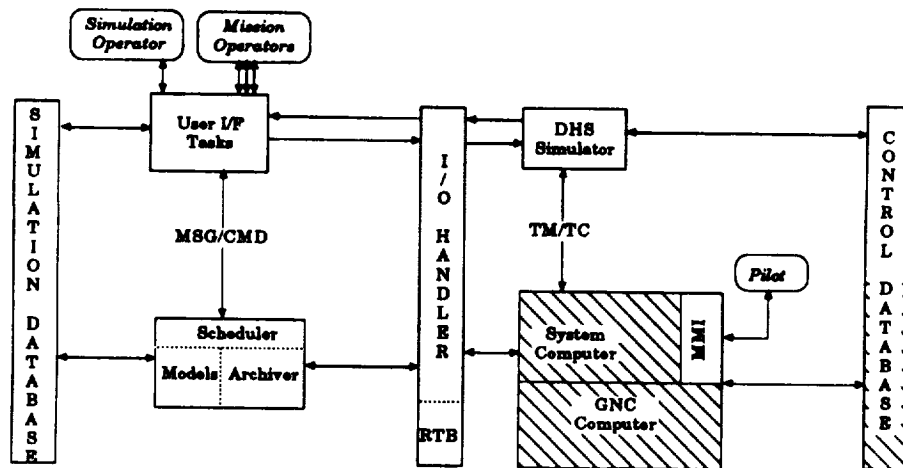 Simulation
Operator
Mission
Operators
SIMULATION DATABASE
User I/F
Tasks
I/O HANDLER
DHS
Simulator
CONTROL DATABASE
MSG/CMD
TM/TC
Pilot
Scheduler
Models
Archiver
System
Computer
MMI
GNC
Computer
RTB